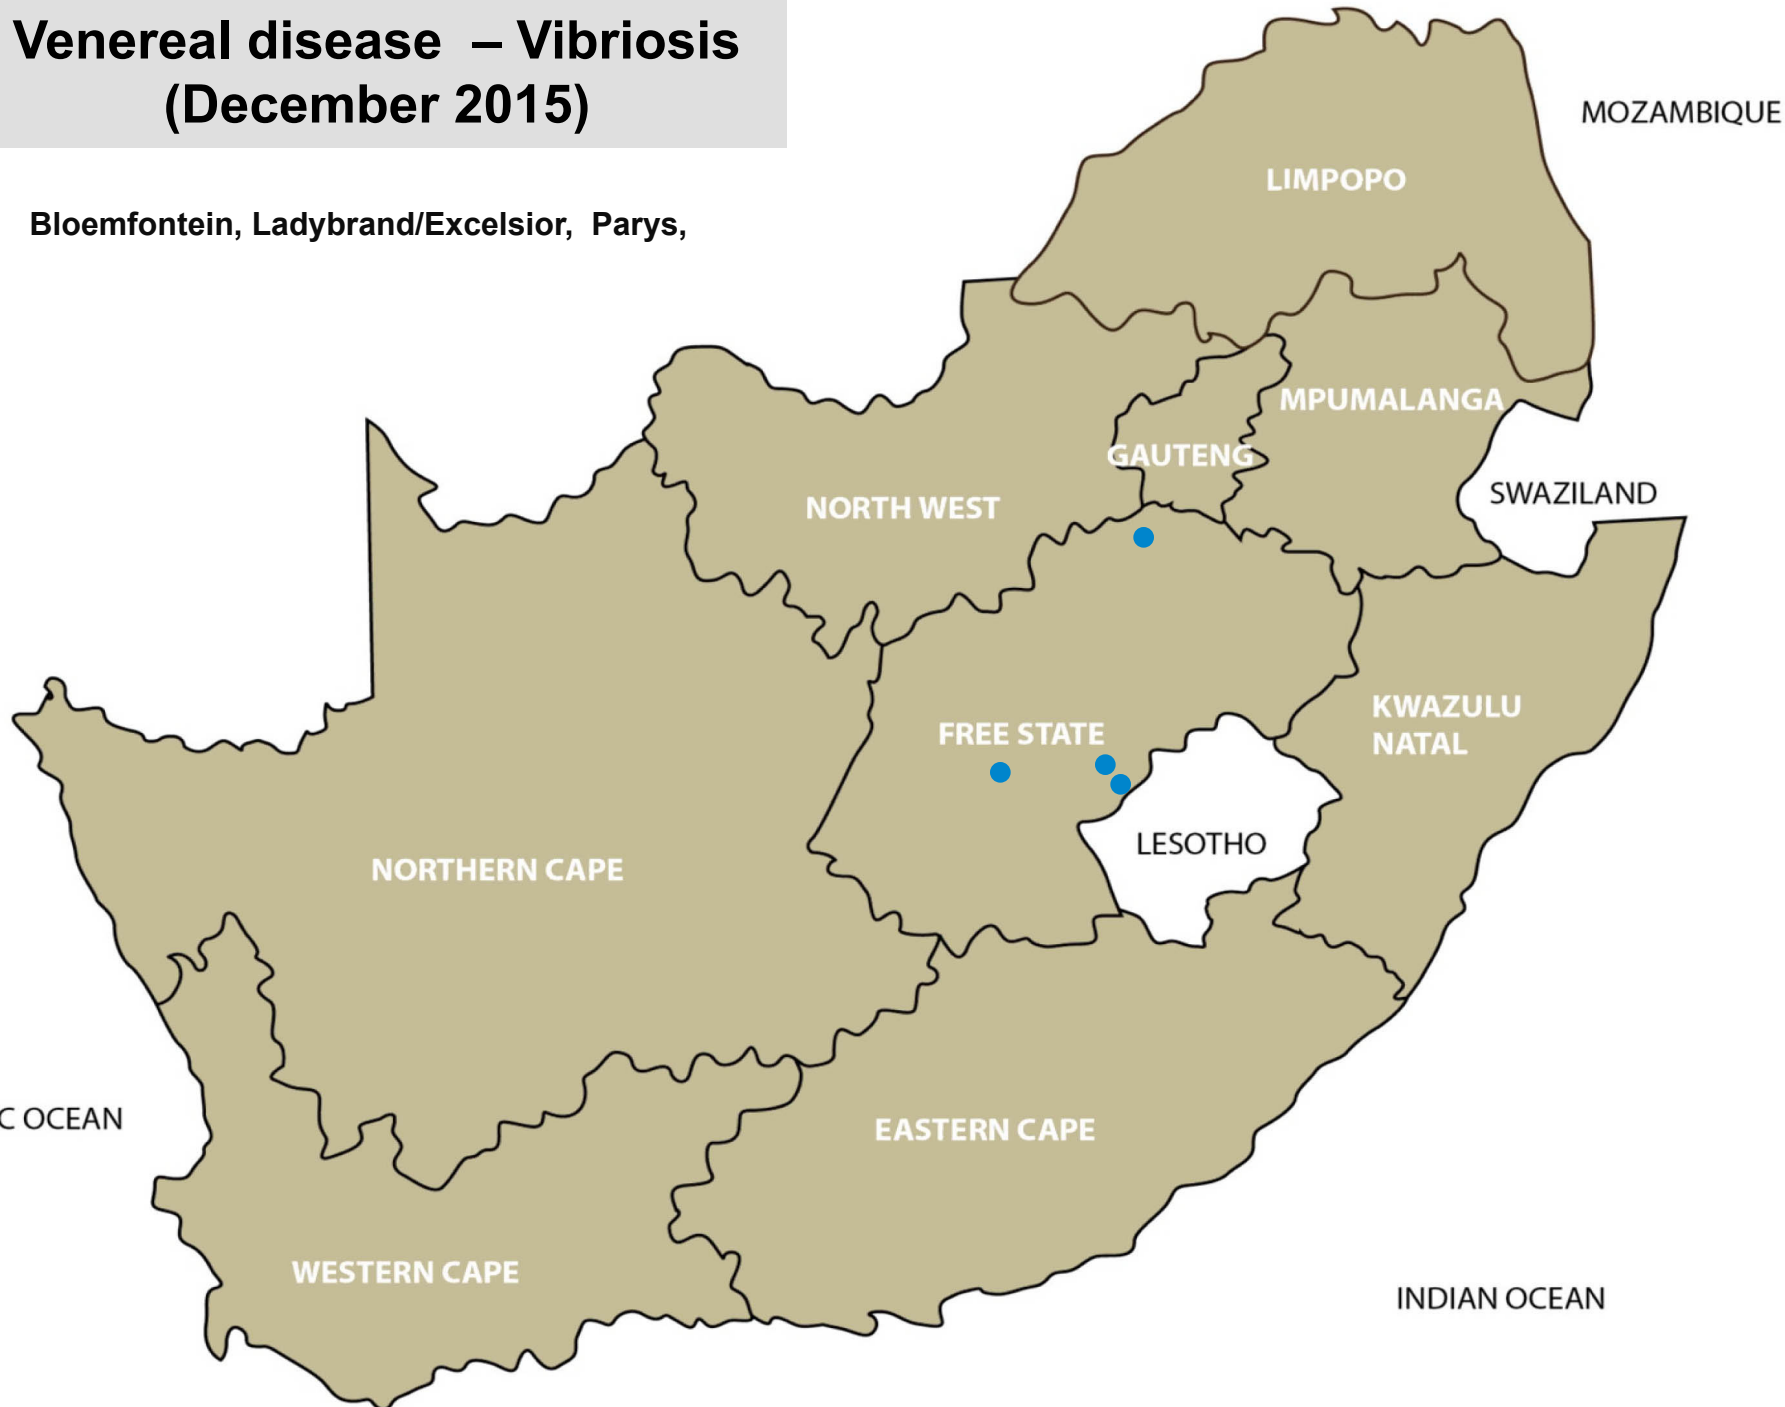 Venereal disease – Vibriosis
(December 2015)
MOZAMBIQUE
LIMPOPO
Bloemfontein, Ladybrand/Excelsior, Parys,
MPUMALANGA
GAUTENG
SWAZILAND
NORTH WEST
KWAZULU
NATAL
FREE STATE
LESOTHO
NORTHERN CAPE
C OCEAN
EASTERN CAPE
WESTERN CAPE
INDIAN OCEAN